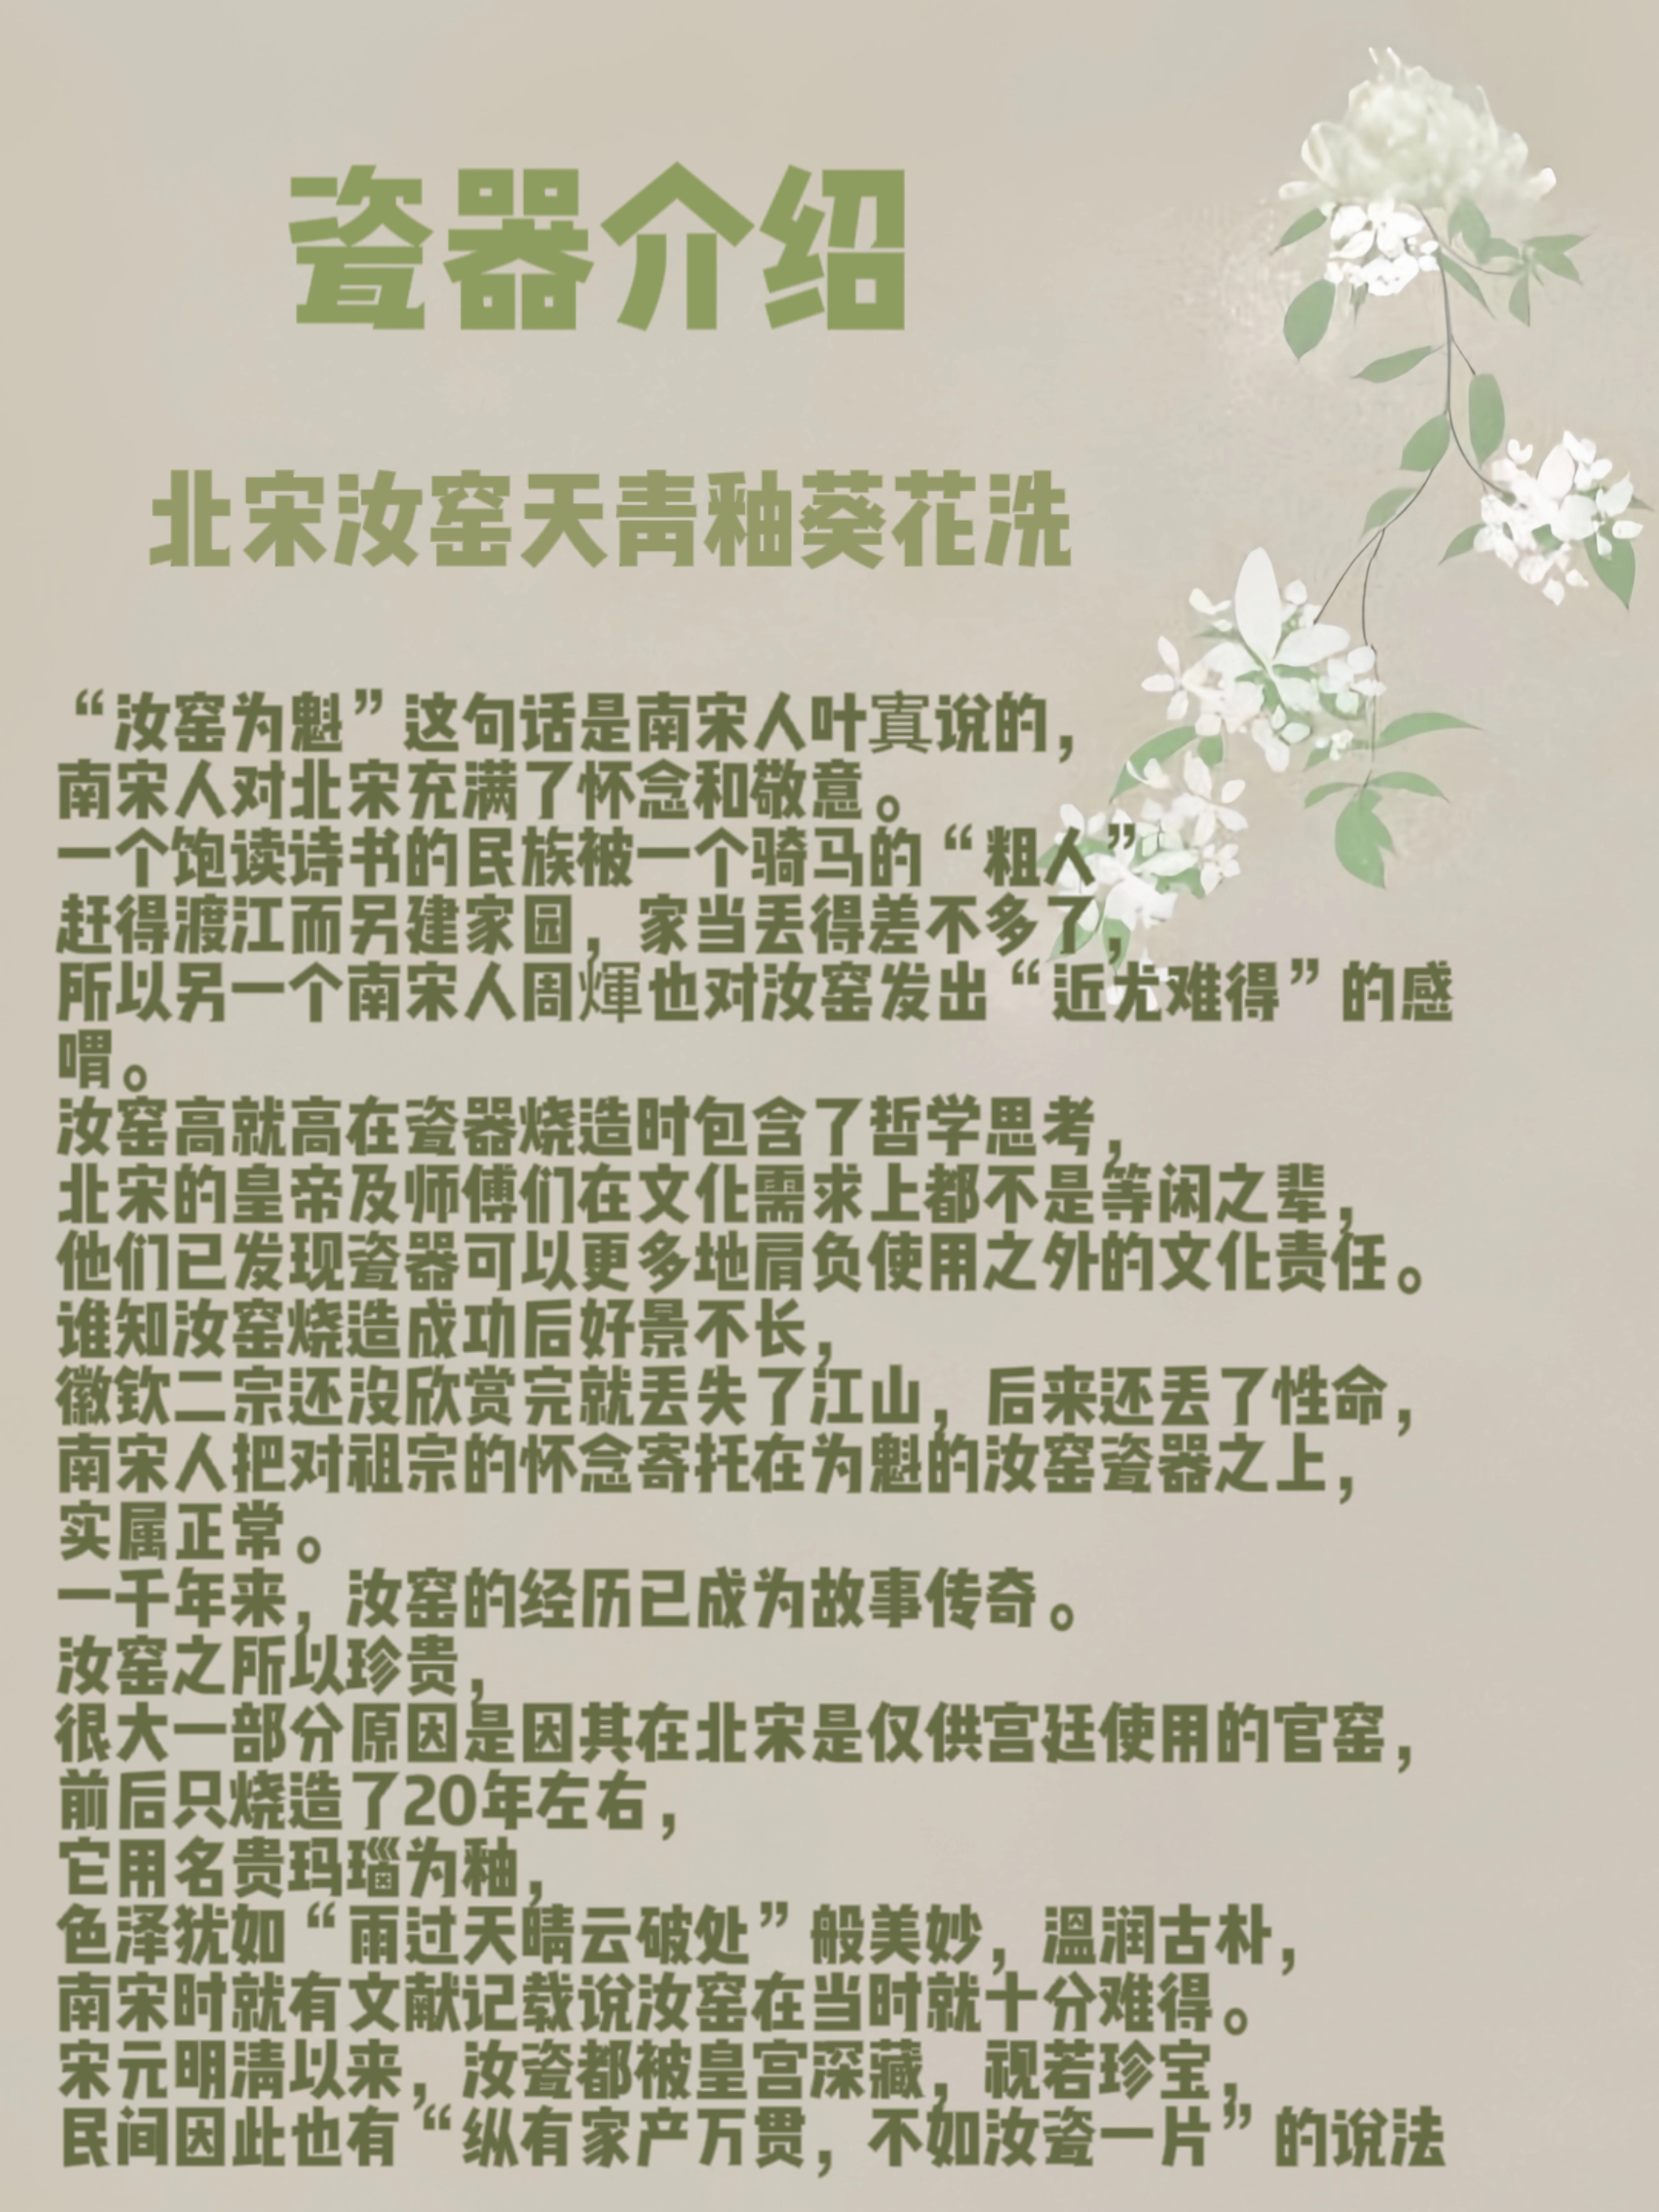 瓷器介绍
北宋汝窑天青釉葵花洗
“汝窑为魁”这句话是南宋人叶寘说的，
南宋人对北宋充满了怀念和敬意。
一个饱读诗书的民族被一个骑马的“粗人”
赶得渡江而另建家园，家当丢得差不多了，
所以另一个南宋人周煇也对汝窑发出“近尤难得”的感
喟。
汝窑高就高在瓷器烧造时包含了哲学思考，
北宋的皇帝及师傅们在文化需求上都不是等闲之辈，
他们已发现瓷器可以更多地肩负使用之外的文化责任。
谁知汝窑烧造成功后好景不长，
徽钦二宗还没欣赏完就丢失了江山，后来还丢了性命，
南宋人把对祖宗的怀念寄托在为魁的汝窑瓷器之上，
实属正常。
一千年来，汝窑的经历已成为故事传奇。
汝窑之所以珍贵，
很大一部分原因是因其在北宋是仅供宫廷使用的官窑，
前后只烧造了20年左右，
它用名贵玛瑙为釉，
色泽犹如“雨过天晴云破处”般美妙，温润古朴，
南宋时就有文献记载说汝窑在当时就十分难得。
宋元明清以来，汝瓷都被皇宫深藏，视若珍宝，
民间因此也有“纵有家产万贯，不如汝瓷一片”的说法